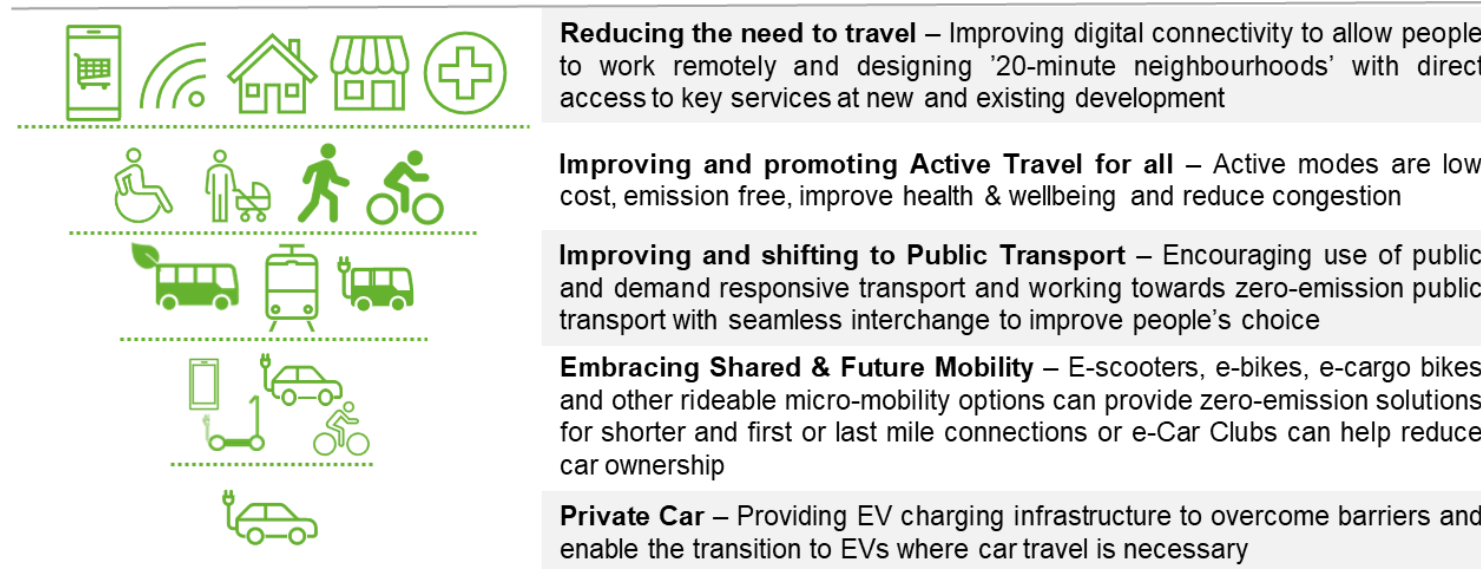 Reducing the need to travel – Improving digital connectivity to allow people
to work remotely and designing '20-minute neighbourhoods' with direct
access to key services at new and existing development
Improving and promoting Active Travel for all – Active modes are low
cost, emission free, improve health & wellbeing and reduce congestion
Improving and shifting to Public Transport – Encouraging use of public
and demand responsive transport and working towards zero-emission public
transport with seamless interchange to improve people's choice
Embracing Shared & Future Mobility – E-scooters, e-bikes, e-cargo bikes
and other rideable micro-mobility options can provide zero-emission solutions
for shorter and first or last mile connections or e-Car Clubs can help reduce
car ownership
Private Car – Providing EV charging infrastructure to overcome barriers and
enable the transition to EVs where car travel is necessary